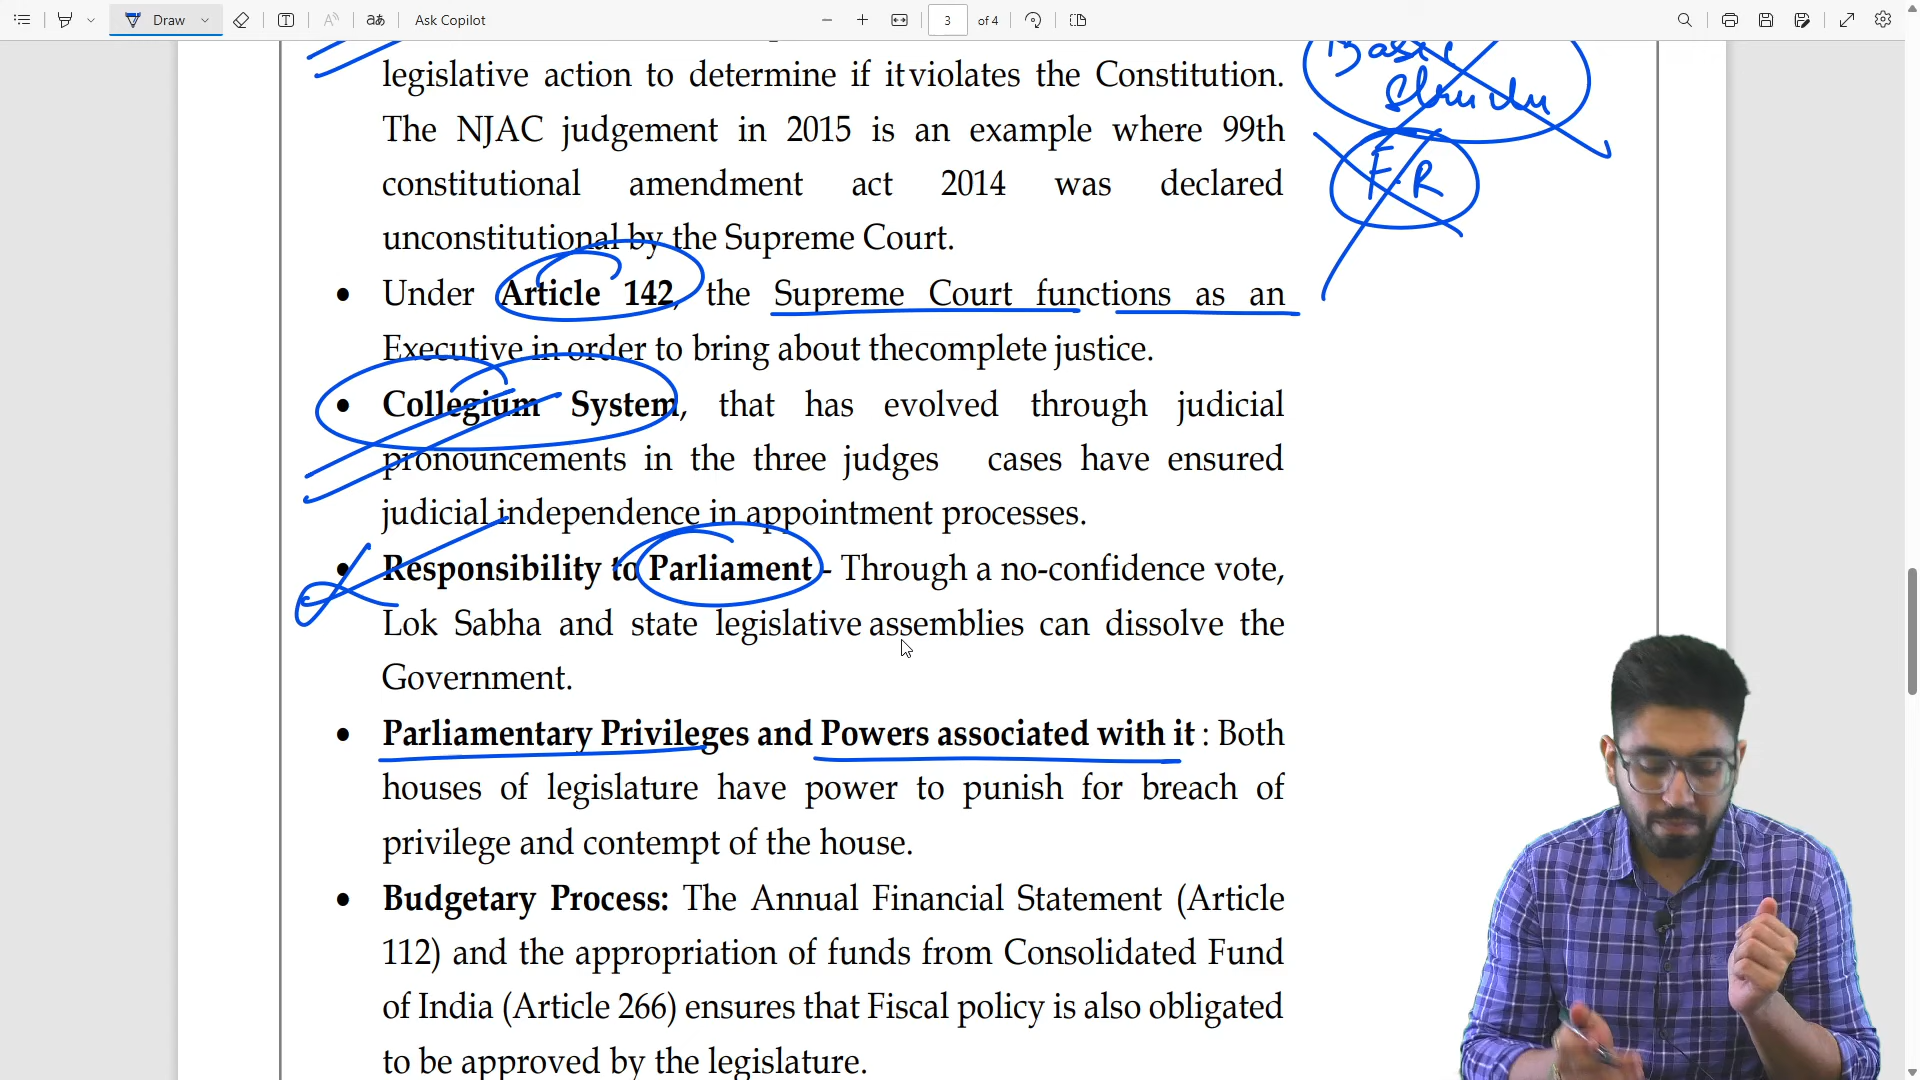 Draw
Ask Copilot
3 of 4
legislative action to determine if it violates the Constitution.
The NJAC judgement in 2015 is an example where 99th
constitutional amendment act 2014 was declared
unconstitutional by the Supreme Court.
• Under Article 142, the Supreme Court functions as an
Executive in order to bring about thecomplete justice.
• Collegium System, that has evolved through judicial
pronouncements in the three judges cases have ensured
judicial independence in appointment processes.
• Responsibility to Parliament - Through a no-confidence vote,
Lok Sabha and state legislative assemblies can dissolve the
Government.
• Parliamentary Privileges and Powers associated with it : Both
houses of legislature have power to punish for breach of
privilege and contempt of the house.
• Budgetary Process: The Annual Financial Statement (Article
112) and the appropriation of funds from Consolidated Fund
of India (Article 266) ensures that Fiscal policy is also obligated
to be approved by the legislature.
Basic
F.R